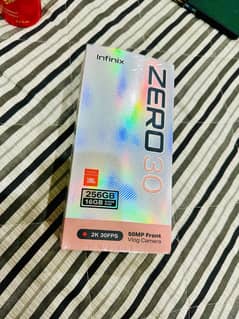 Infinix
ZERO 30
JBL
256GB
16GB
2K 30FPS
50MP Front
Vlog Camera